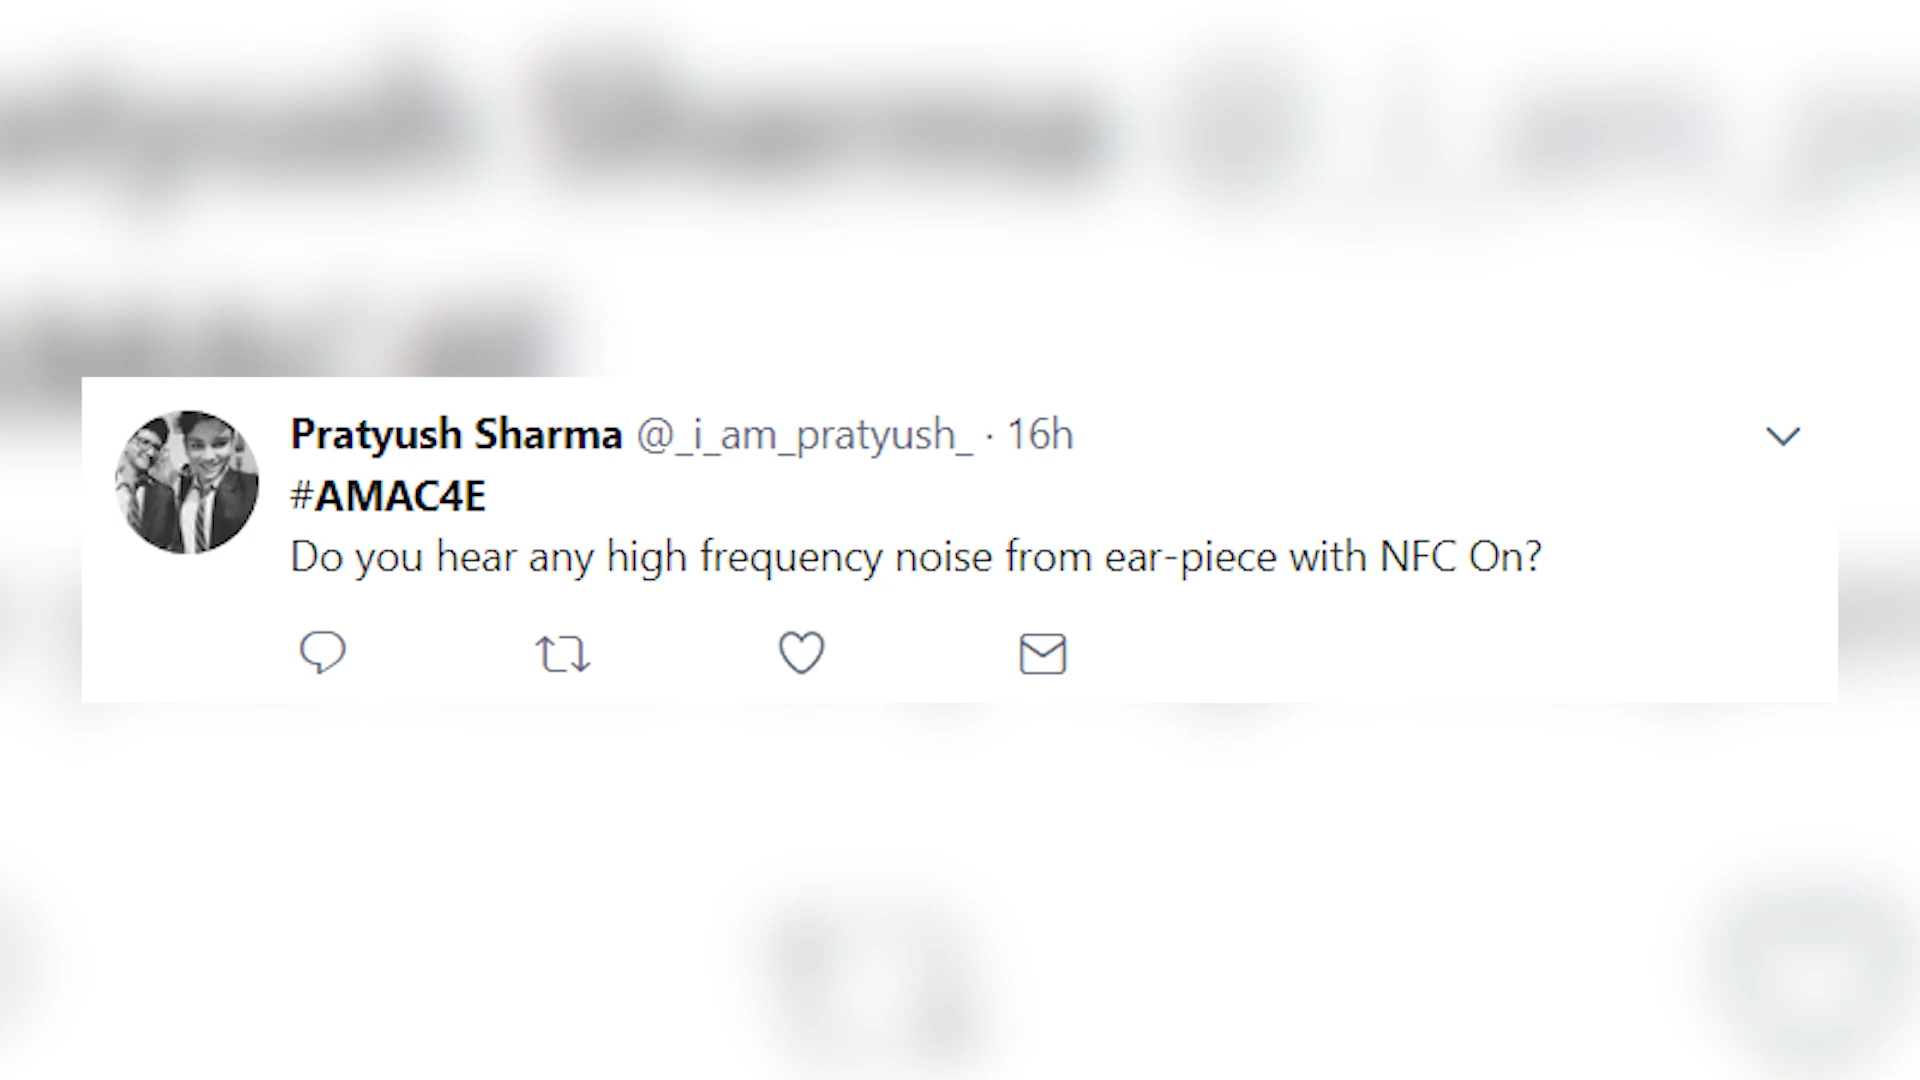 Pratyush Sharma @_i_am_pratyush_ · 16h
#AMAC4E
Do you hear any high frequency noise from ear-piece with NFC On?